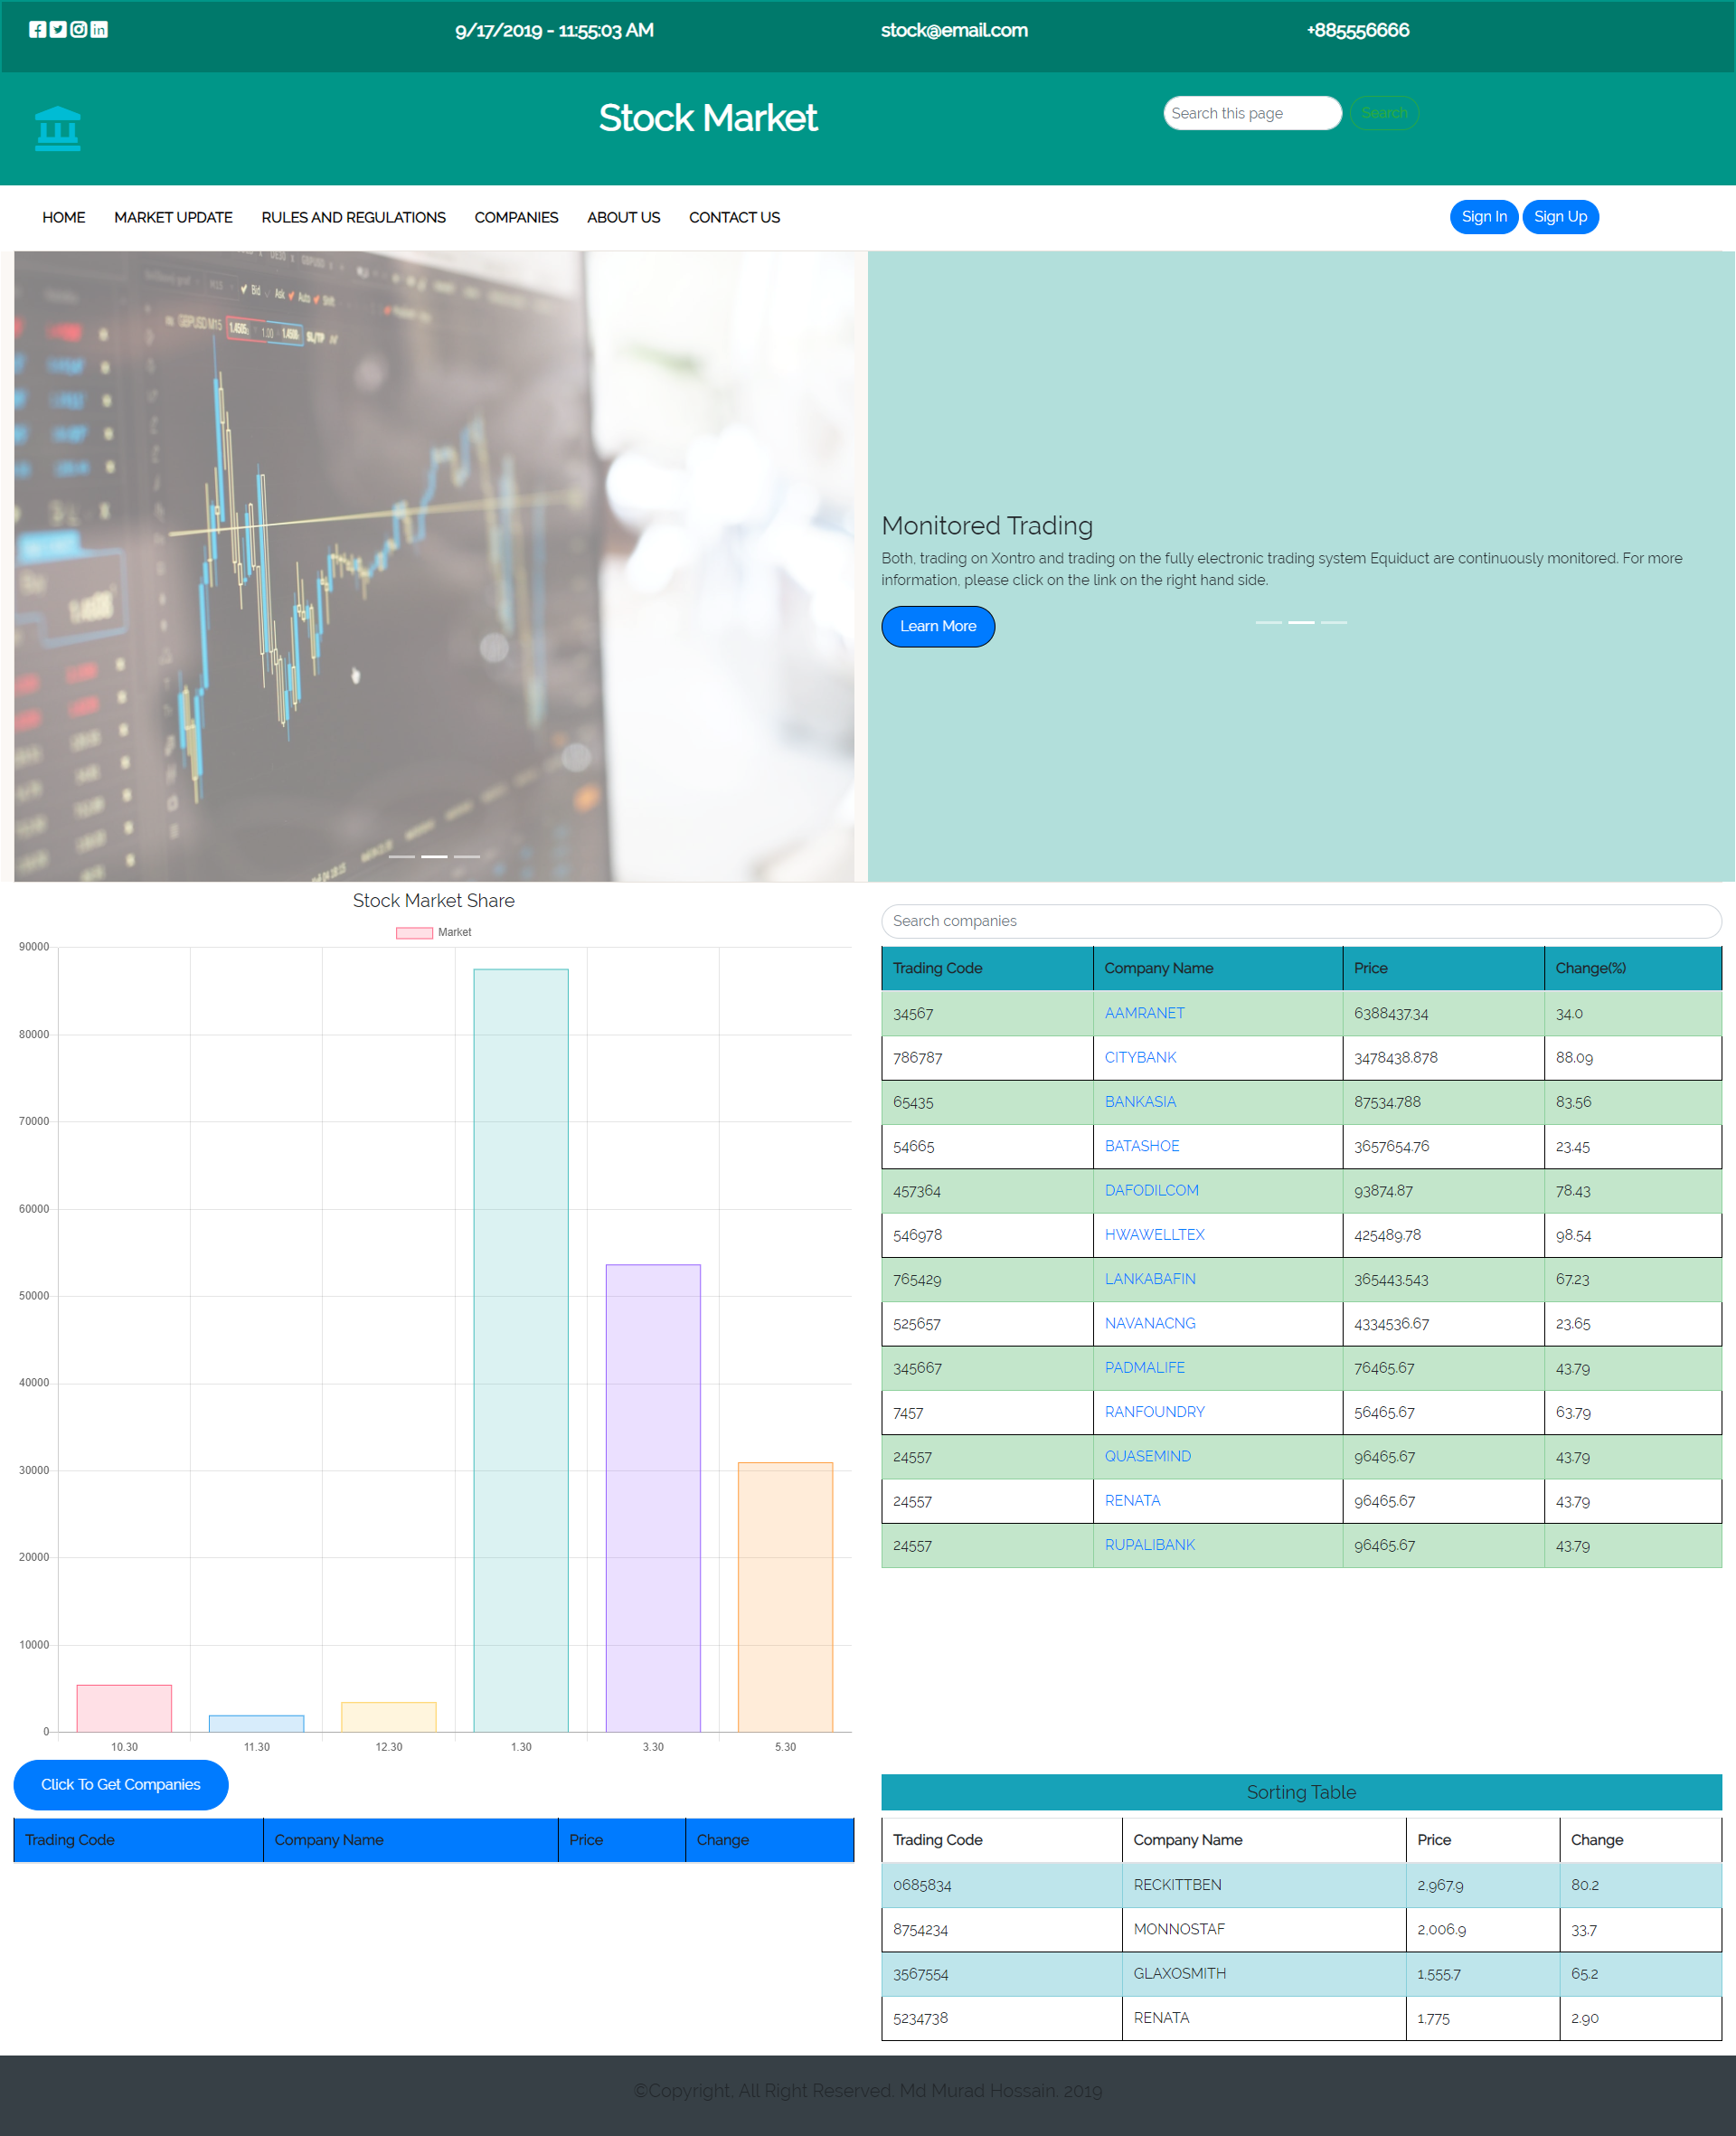 9/17/2019 - 11:55:03 AM
stock@email.com
+885556666
Stock Market
Search this page
Search
HOME
MARKET UPDATE
RULES AND REGULATIONS
COMPANIES
ABOUT US
CONTACT US
Sign In
Sign Up
Bid
Ask
Auto
Shift
GBPUSD M15
1.00
SL/TP
Monitored Trading
Both, trading on Xontro and trading on the fully electronic trading system Equiduct are continuously monitored. For more
information, please click on the link on the right hand side.
Learn More
Stock Market Share
Market
90000
80000
70000
60000
50000
40000
30000
20000
10000
0
10.30 11.30 12.30 1.30 3.30 5.30
Search companies
Trading Code Company Name Price Change(%)
34567 AAMRANET 6388437.34 34.0
786787 CITYBANK 3478438.878 88.09
65435 BANKASIA 87534.788 83.56
54665 BATASHOE 3657654.76 23.45
457364 DAFODILCOM 93874.87 78.43
546978 HWAWELLTEX 425489.78 98.54
765429 LANKABAFIN 365443.543 67.23
525657 NAVANACNG 4334536.67 23.65
345667 PADMALIFE 76465.67 43.79
7457 RANFOUNDRY 56465.67 63.79
24557 QUASEMIND 96465.67 43.79
24557 RENATA 96465.67 43.79
24557 RUPALIBANK 96465.67 43.79
Click To Get Companies
Trading Code Company Name Price Change
Sorting Table
Trading Code Company Name Price Change
0685834 RECKITTBEN 2,967.9 80.2
8754234 MONNOSTAF 2,006.9 33.7
3567554 GLAXOSMITH 1,555.7 65.2
5234738 RENATA 1,775 2.90
©Copyright. All Right Reserved. Md Murad Hossain, 2019